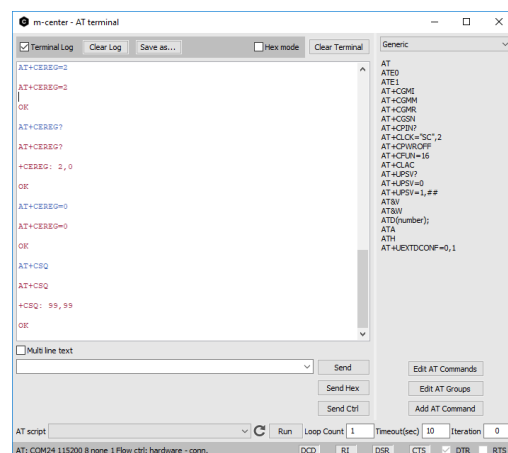 m-center - AT terminal
Terminal Log Clear Log Save as... Hex mode Clear Terminal
AT+CEREG=2
AT+CEREG=2
OK
AT+CEREG?
AT+CEREG?
+CEREG: 2,0
OK
AT+CEREG=0
AT+CEREG=0
OK
AT+CSQ
AT+CSQ
+CSQ: 99,99
OK
Multi line text
Send
Send Hex
Send Ctrl
Generic
AT
ATE0
ATE1
AT+CGMI
AT+CGMM
AT+CGMR
AT+CGSN
AT+CPIN?
AT+CLCK="SC",2
AT+CPWROFF
AT+CFUN=16
AT+CLAC
AT+UPSV?
AT+UPSV=0
AT+UPSV=1,##
AT&V
AT&W
ATD(number);
ATA
ATH
AT+UEXTDCONF=0,1
Edit AT Commands
Edit AT Groups
Add AT Command
AT script Run Loop Count 1 Timeout(sec) 10 Iteration 0
AT: COM24 115200 8 none 1 Flow ctrl: hardware - conn. DCD RI DSR CTS DTR RTS